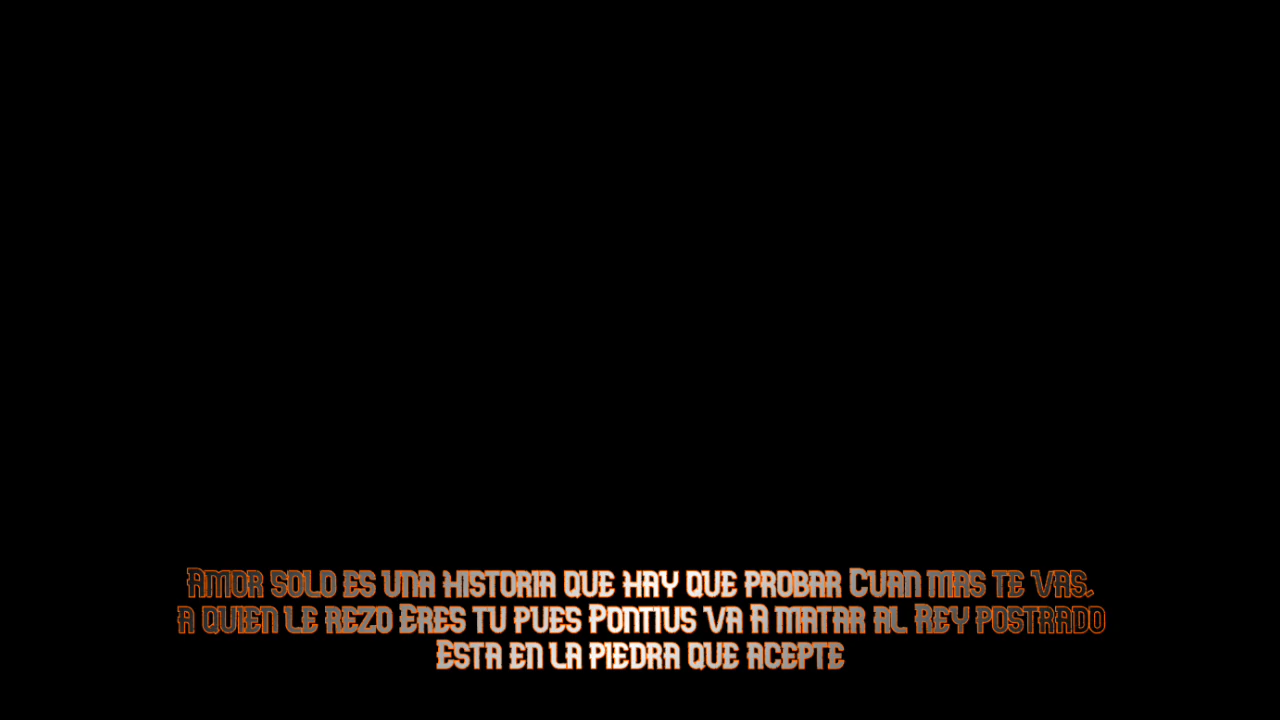 Amor solo es una historia que hay que probar Cuan mas te vas.
a quien le rezo Eres tu pues Pontius va A matar al Rey postrado
Esta en la piedra que acepte